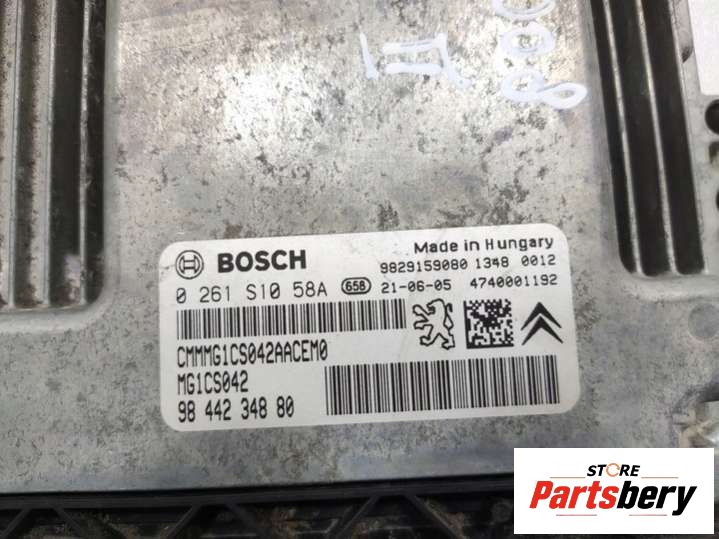 3008
BOSCH
Made in Hungary
9829159080 1348 0012
0 261 S10 58A 658 21-06-05 4740001192
CMMMG1CS042AACEM0
MG1CS042
98 442 348 80
STORE
Partsbery